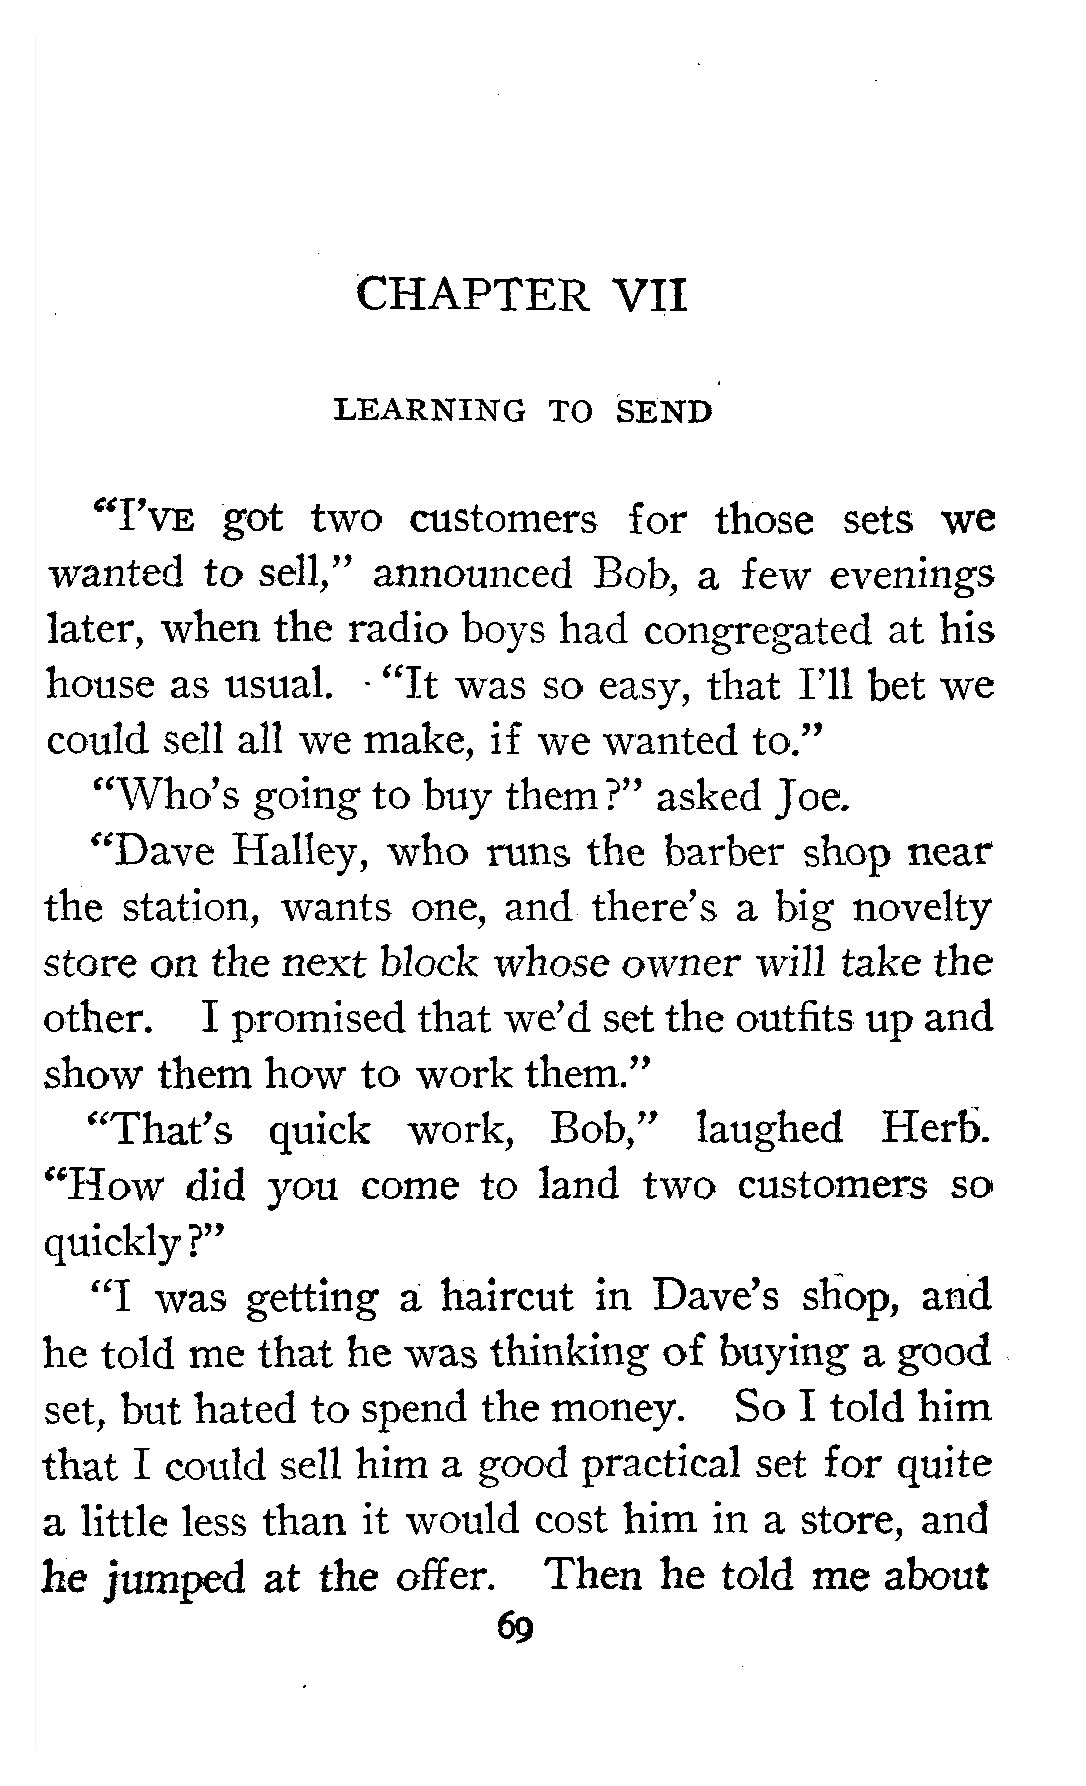 CHAPTER VII
LEARNING TO SEND
“I’VE got two customers for those sets we
wanted to sell,” announced Bob, a few evenings
later, when the radio boys had congregated at his
house as usual. “It was so easy, that I’ll bet we
could sell all we make, if we wanted to.”
“Who’s going to buy them?” asked Joe.
“Dave Halley, who runs the barber shop near
the station, wants one, and there’s a big novelty
store on the next block whose owner will take the
other. I promised that we’d set the outfits up and
show them how to work them.”
“That’s quick work, Bob,” laughed Herb.
“How did you come to land two customers so
quickly?”
“I was getting a haircut in Dave’s shop, and
he told me that he was thinking of buying a good
set, but hated to spend the money. So I told him
that I could sell him a good practical set for quite
a little less than it would cost him in a store, and
he jumped at the offer. Then he told me about
69